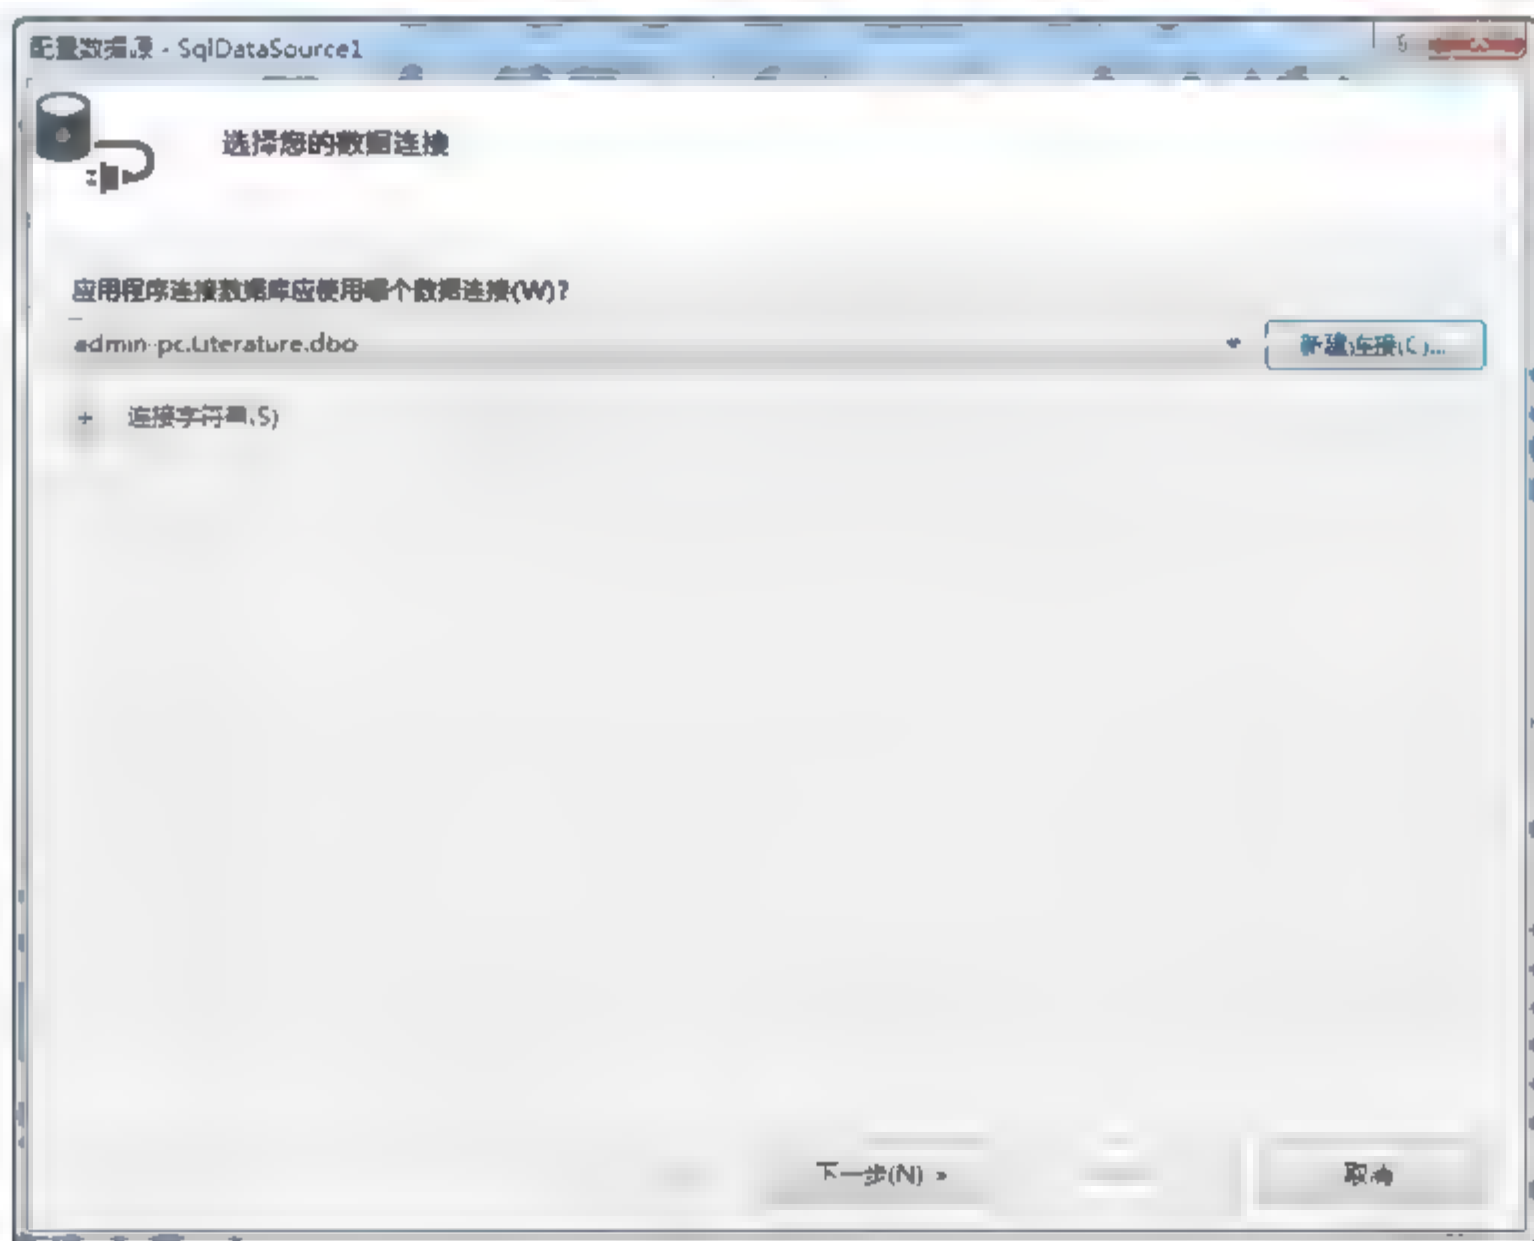 配置数据源 - SqlDataSource1
选择您的数据连接
应用程序连接数据库应使用哪个数据连接(W)?
admin-pc.Literature.dbo
新建连接(C)...
+ 连接字符串(S)
下一步(N) >
取消